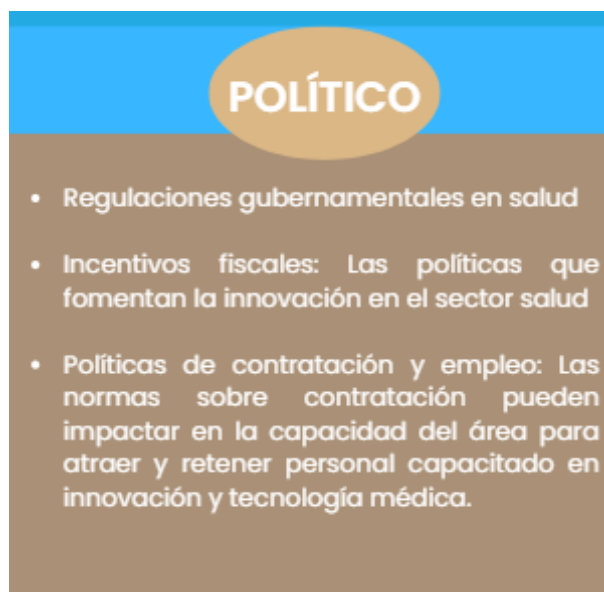 POLÍTICO
• Regulaciones gubernamentales en salud
• Incentivos fiscales: Las políticas que
fomentan la innovación en el sector salud
• Políticas de contratación y empleo: Las
normas sobre contratación pueden
impactar en la capacidad del área para
atraer y retener personal capacitado en
innovación y tecnología médica.